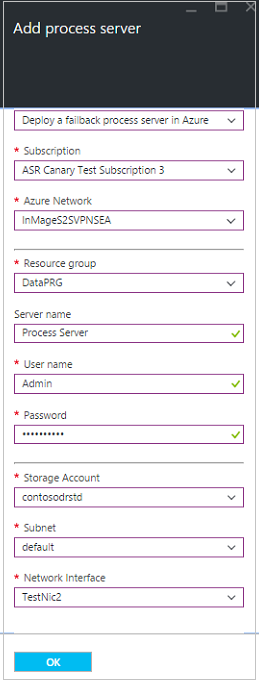 Add process server
Deploy a failback process server in Azure
* Subscription
ASR Canary Test Subscription 3
* Azure Network
InMageS2SVPNSEA
* Resource group
DataPRG
Server name
Process Server
* User name
Admin
* Password
••••••••••
* Storage Account
contosodrstd
* Subnet
default
* Network Interface
TestNic2
OK